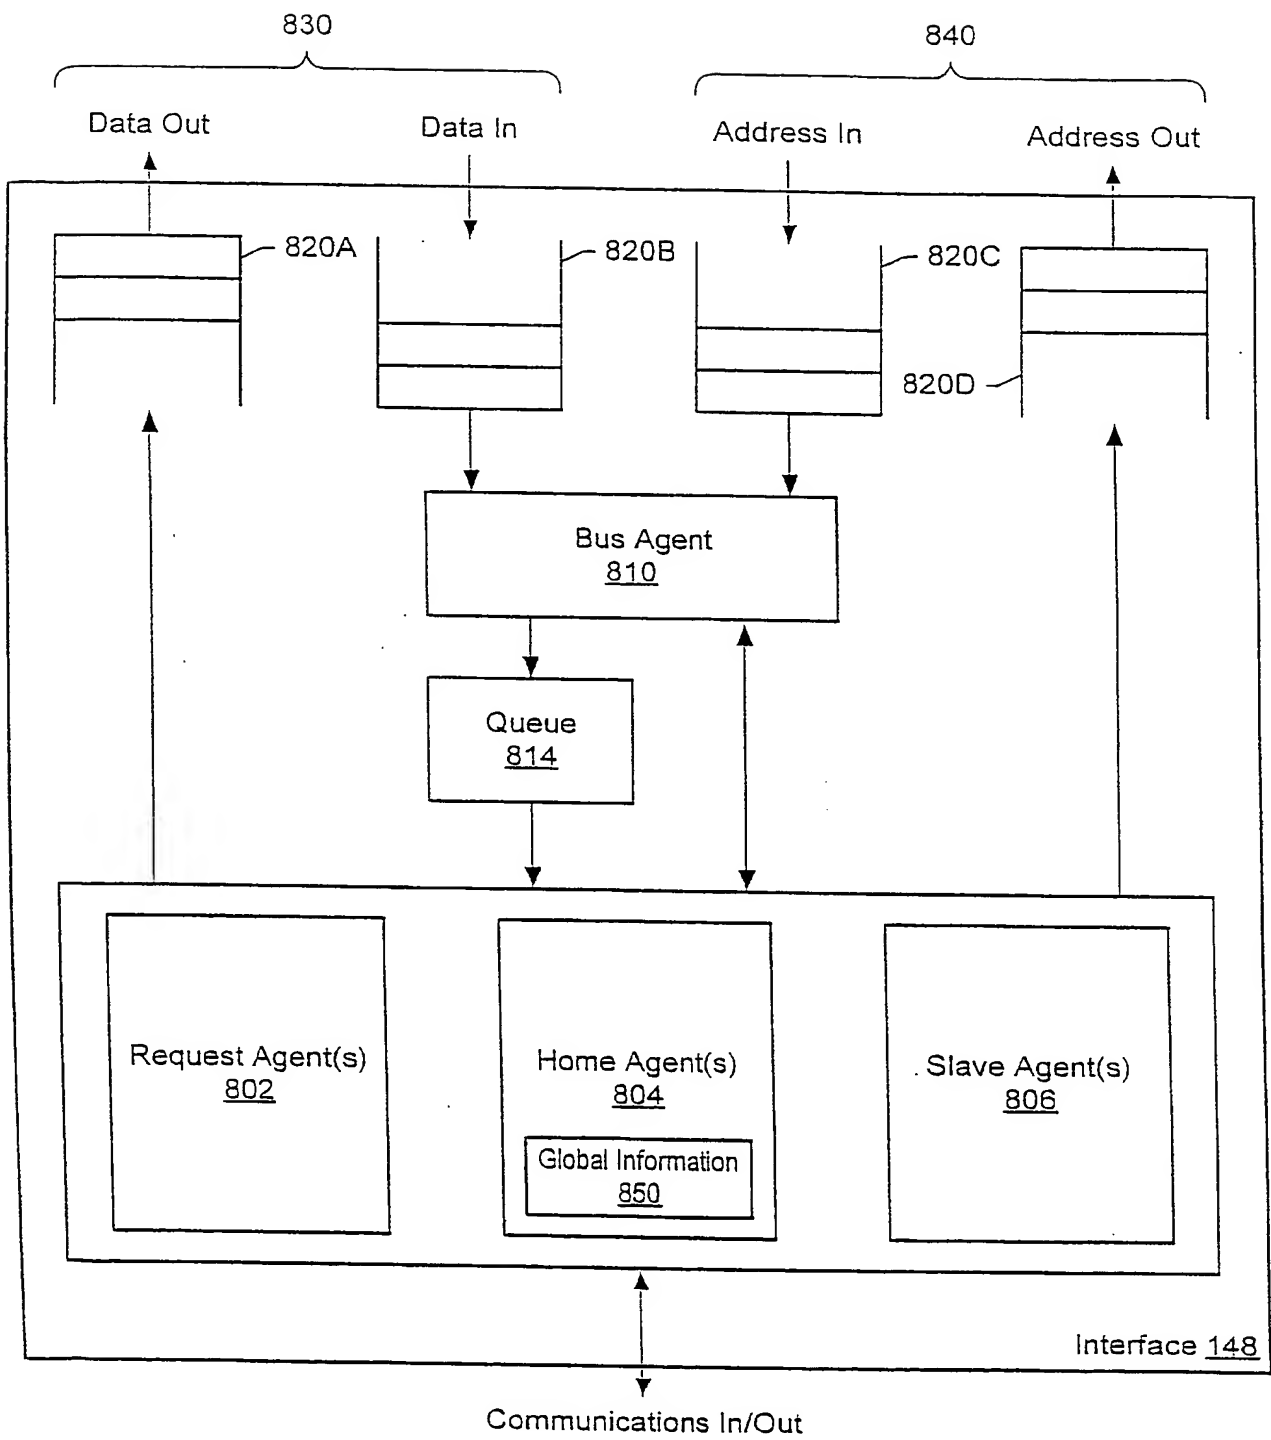 830
840
Data Out
Data In
Address In
Address Out
820A
820B
820C
820D
Bus Agent
810
Queue
814
Request Agent(s)
802
Home Agent(s)
804
Slave Agent(s)
806
Global Information
850
Interface 148
Communications In/Out